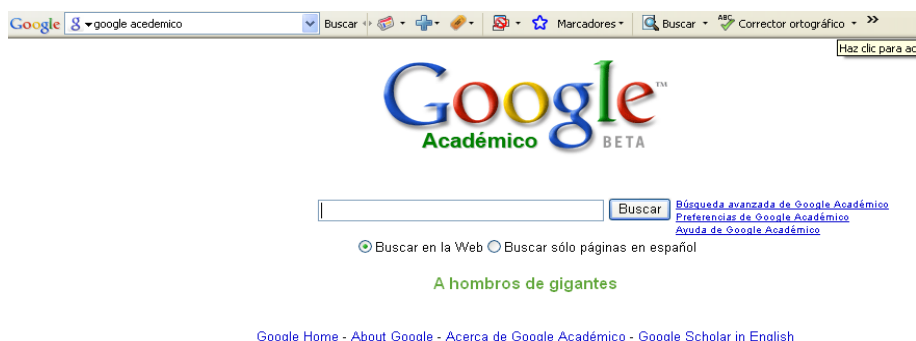 Google google acedemico Buscar Marcadores Buscar ABC Corrector ortográfico »
Haz clic para ac
Google™
Académico BETA
Buscar
Búsqueda avanzada de Google Académico
Preferencias de Google Académico
Ayuda de Google Académico
Buscar en la Web Buscar sólo páginas en español
A hombros de gigantes
Google Home - About Google - Acerca de Google Académico - Google Scholar in English